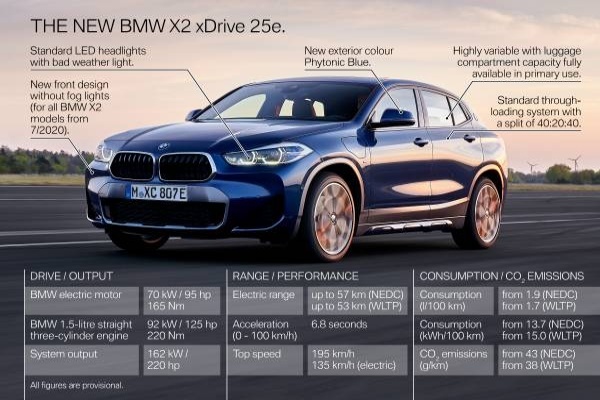 THE NEW BMW X2 xDrive 25e.
Standard LED headlights
with bad weather light.
New exterior colour
Phytonic Blue.
Highly variable with luggage
compartment capacity fully
available in primary use.
New front design
without fog lights
(for all BMW X2
models from
7/2020).
Standard through-
loading system with
a split of 40:20:40.
M XC 807E
DRIVE / OUTPUT
BMW electric motor
70 kW / 95 hp
165 Nm
BMW 1.5-litre straight
three-cylinder engine
92 kW / 125 hp
220 Nm
System output
162 kW /
220 hp
All figures are provisional.
RANGE / PERFORMANCE
Electric range
up to 57 km (NEDC)
up to 53 km (WLTP)
Acceleration
(0 - 100 km/h)
6.8 seconds
Top speed
195 km/h
135 km/h (electric)
CONSUMPTION / CO₂ EMISSIONS
Consumption
(l/100 km)
from 1.9 (NEDC)
from 1.7 (WLTP)
Consumption
(kWh/100 km)
from 13.7 (NEDC)
from 15.0 (WLTP)
CO₂ emissions
(g/km)
from 43 (NEDC)
from 38 (WLTP)